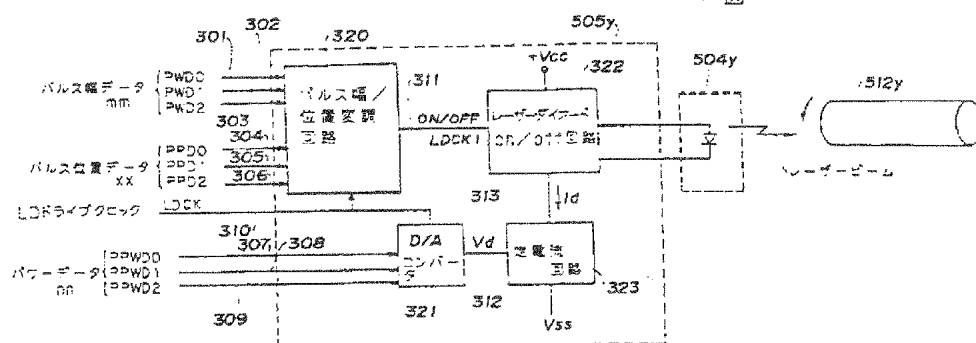 図
302
505y
301
320
+Vcc
322
504y
512y
パルス幅データ
mm
PWD0
PWD1
PWD2
311
パルス幅/
位置変調
回路
ON/OFF
LDCK1
レーザーダイオード
ON/OFF回路
303
304
305
306
パルス位置データ
xx
PPD0
PPD1
PPD2
レーザービーム
LDドライブクロック
LDCK
313
Id
310
307
308
D/A
コンバー
タ
Vd
定電流
回路
パワーデータ
nn
PPWD0
PPWD1
PPWD2
309
321
312
323
Vss